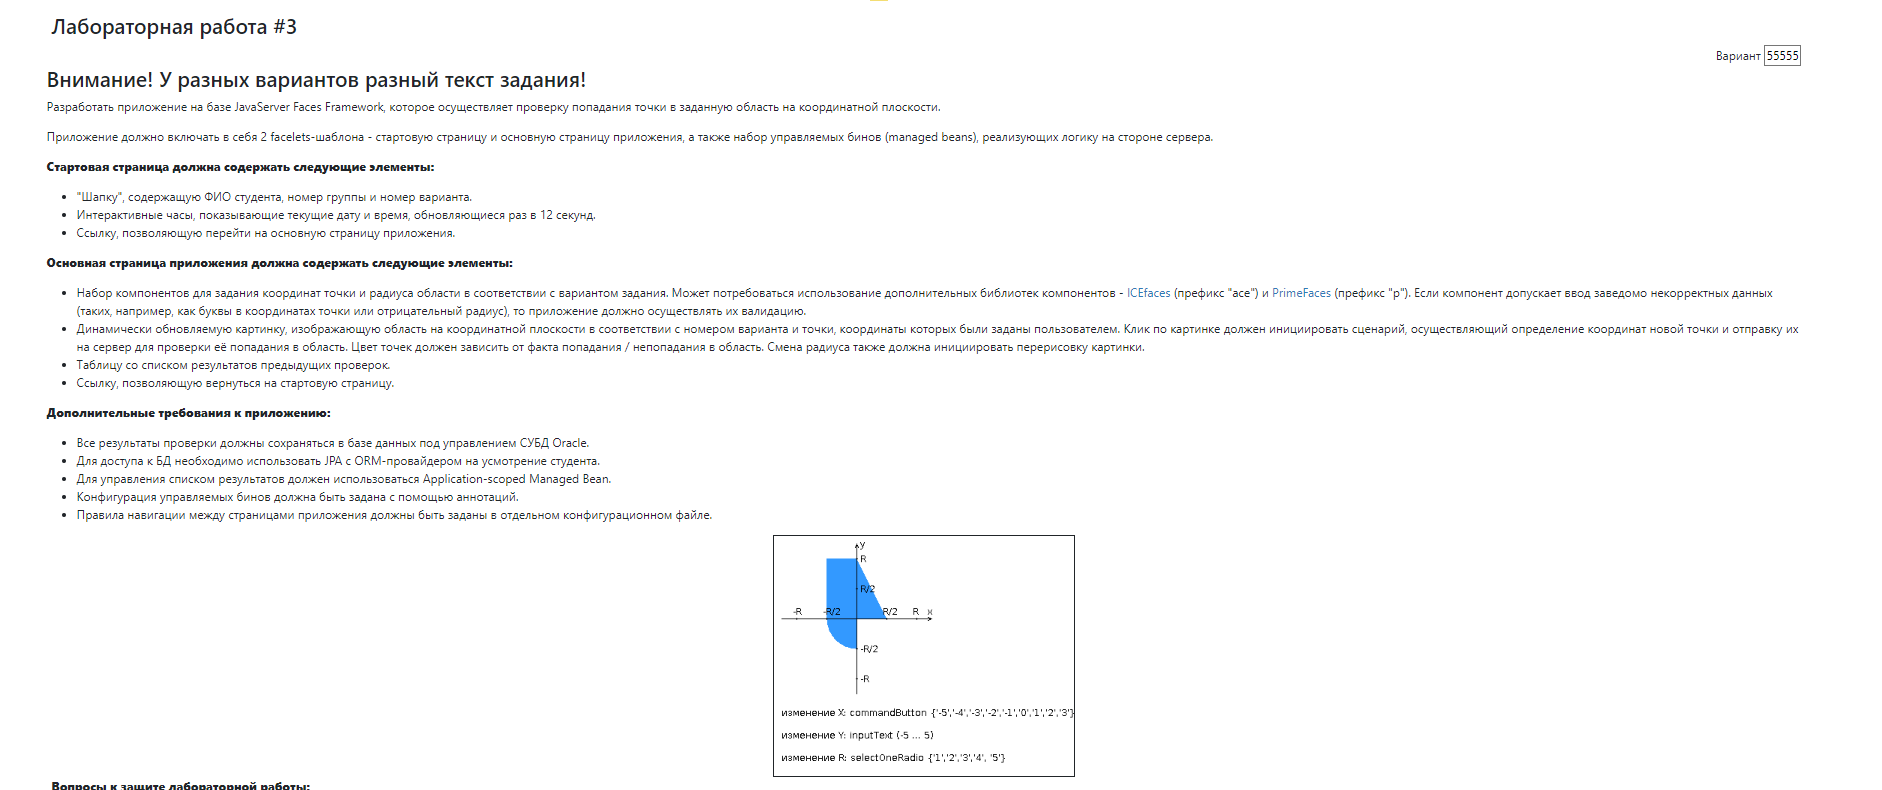 Лабораторная работа #3
Вариант 55555
Внимание! У разных вариантов разный текст задания!
Разработать приложение на базе JavaServer Faces Framework, которое осуществляет проверку попадания точки в заданную область на координатной плоскости.
Приложение должно включать в себя 2 facelets-шаблона - стартовую страницу и основную страницу приложения, а также набор управляемых бинов (managed beans), реализующих логику на стороне сервера.
Стартовая страница должна содержать следующие элементы:
"Шапку", содержащую ФИО студента, номер группы и номер варианта.
Интерактивные часы, показывающие текущие дату и время, обновляющиеся раз в 12 секунд.
Ссылку, позволяющую перейти на основную страницу приложения.
Основная страница приложения должна содержать следующие элементы:
Набор компонентов для задания координат точки и радиуса области в соответствии с вариантом задания. Может потребоваться использование дополнительных библиотек компонентов - ICEfaces (префикс "ace") и PrimeFaces (префикс "p"). Если компонент допускает ввод заведомо некорректных данных
(таких, например, как буквы в координатах точки или отрицательный радиус), то приложение должно осуществлять их валидацию.
Динамически обновляемую картинку, изображающую область на координатной плоскости в соответствии с номером варианта и точки, координаты которых были заданы пользователем. Клик по картинке должен инициировать сценарий, осуществляющий определение координат новой точки и отправку их
на сервер для проверки её попадания в область. Цвет точек должен зависить от факта попадания / непопадания в область. Смена радиуса также должна инициировать перерисовку картинки.
Таблицу со списком результатов предыдущих проверок.
Ссылку, позволяющую вернуться на стартовую страницу.
Дополнительные требования к приложению:
Все результаты проверки должны сохраняться в базе данных под управлением СУБД Oracle.
Для доступа к БД необходимо использовать JPA с ORM-провайдером на усмотрение студента.
Для управления списком результатов должен использоваться Application-scoped Managed Bean.
Конфигурация управляемых бинов должна быть задана с помощью аннотаций.
Правила навигации между страницами приложения должны быть заданы в отдельном конфигурационном файле.
y
R
R/2
-R -R/2 R/2 R x
-R/2
-R
изменение X: commandButton {'-5','-4','-3','-2','-1','0','1','2','3'}
изменение Y: inputText (-5 ... 5)
изменение R: selectOneRadio {'1','2','3','4', '5'}
Вопросы к защите лабораторной работы: